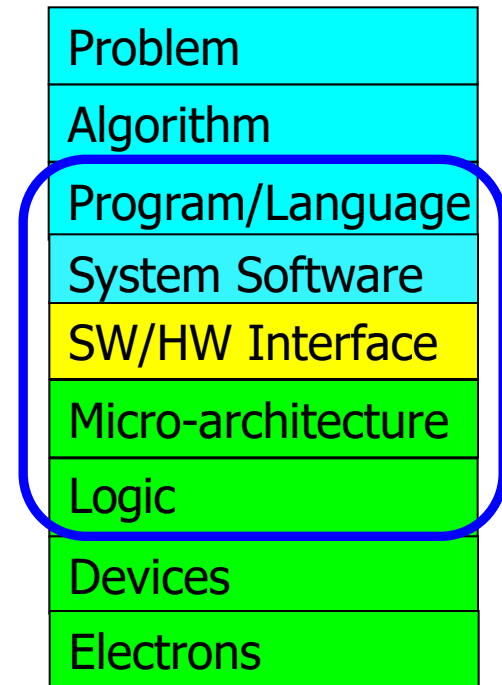 Problem
Algorithm
Program/Language
System Software
SW/HW Interface
Micro-architecture
Logic
Devices
Electrons